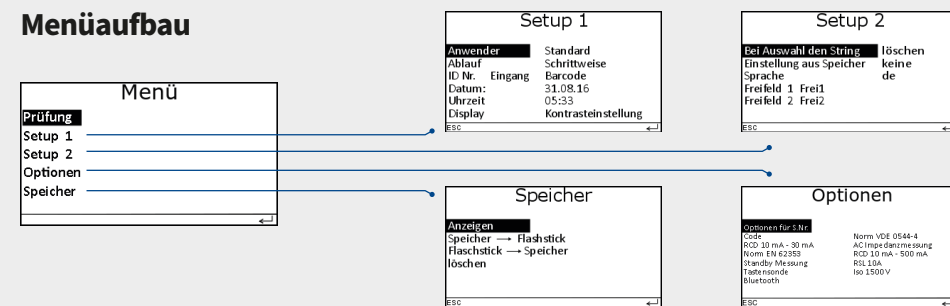 Menüaufbau
Menü
Prüfung
Setup 1
Setup 2
Optionen
Speicher
Setup 1
Anwender Standard
Ablauf Schrittweise
ID Nr. Eingang Barcode
Datum: 31.08.16
Uhrzeit 05:33
Display Kontrasteinstellung
ESC
Setup 2
Bei Auswahl den String löschen
Einstellung aus Speicher keine
Sprache de
Freifeld 1 Frei1
Freifeld 2 Frei2
ESC
Speicher
Anzeigen
Speicher → Flashstick
Flaschstick → Speicher
löschen
ESC
Optionen
Optionen für S.Nr.
Code Norm VDE 0544-4
RCD 10 mA - 30 mA AC Impedanzmessung
Norm EN 62353 RCD 10 mA - 500 mA
Standby Messung RSL 10A
Tastensonde Iso 1500 V
Bluetooth
ESC